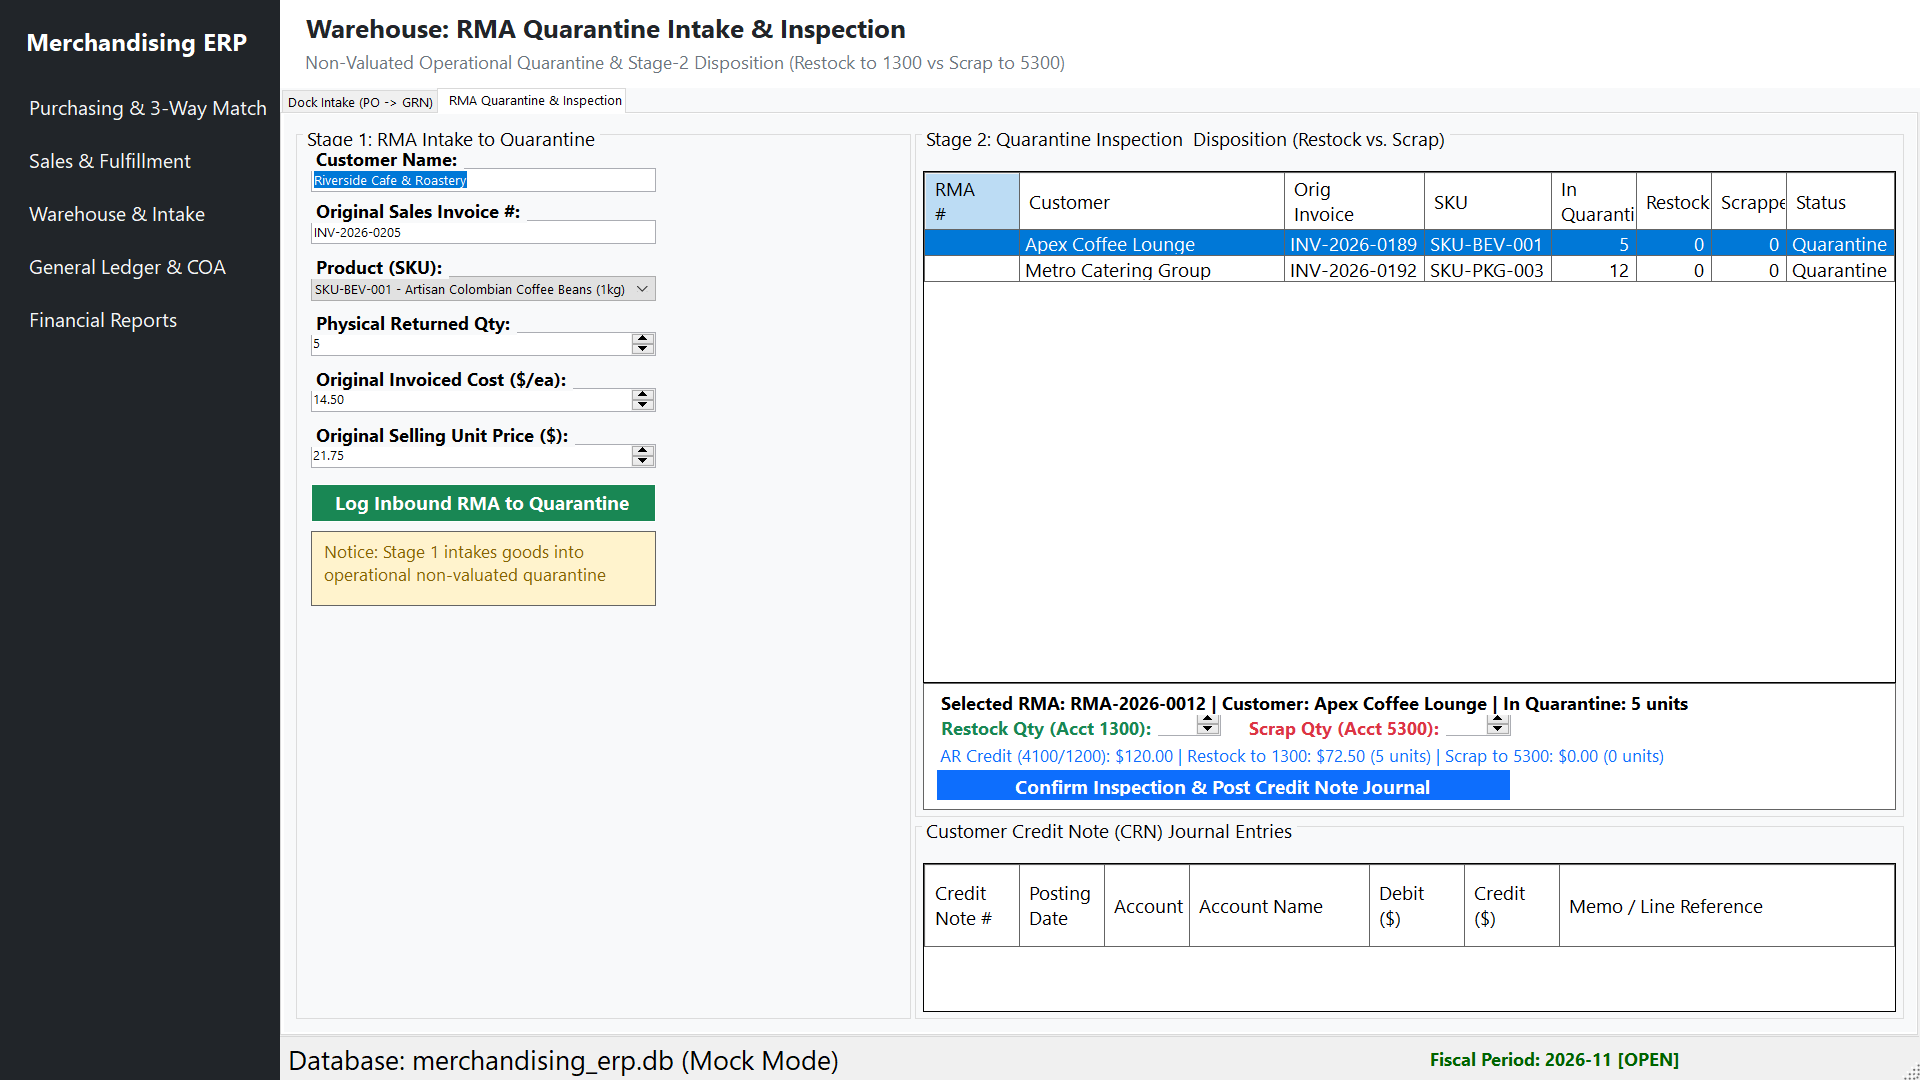 Merchandising ERP
Purchasing & 3-Way Match
Sales & Fulfillment
Warehouse & Intake
General Ledger & COA
Financial Reports
Warehouse: RMA Quarantine Intake & Inspection
Non-Valuated Operational Quarantine & Stage-2 Disposition (Restock to 1300 vs Scrap to 5300)
Dock Intake (PO -> GRN)
RMA Quarantine & Inspection
Stage 1: RMA Intake to Quarantine
Customer Name:
Riverside Cafe & Roastery
Original Sales Invoice #:
INV-2026-0205
Product (SKU):
SKU-BEV-001 - Artisan Colombian Coffee Beans (1kg)
Physical Returned Qty:
5
Original Invoiced Cost ($/ea):
14.50
Original Selling Unit Price ($):
21.75
Log Inbound RMA to Quarantine
Notice: Stage 1 intakes goods into
operational non-valuated quarantine
Stage 2: Quarantine Inspection  Disposition (Restock vs. Scrap)
RMA # Customer Orig Invoice SKU In Quaranti Restock Scrappe Status
Apex Coffee Lounge INV-2026-0189 SKU-BEV-001 5 0 0 Quarantine
Metro Catering Group INV-2026-0192 SKU-PKG-003 12 0 0 Quarantine
Selected RMA: RMA-2026-0012 | Customer: Apex Coffee Lounge | In Quarantine: 5 units
Restock Qty (Acct 1300): Scrap Qty (Acct 5300):
AR Credit (4100/1200): $120.00 | Restock to 1300: $72.50 (5 units) | Scrap to 5300: $0.00 (0 units)
Confirm Inspection & Post Credit Note Journal
Customer Credit Note (CRN) Journal Entries
Credit Note # Posting Date Account Account Name Debit ($) Credit ($) Memo / Line Reference
Database: merchandising_erp.db (Mock Mode)
Fiscal Period: 2026-11 [OPEN]